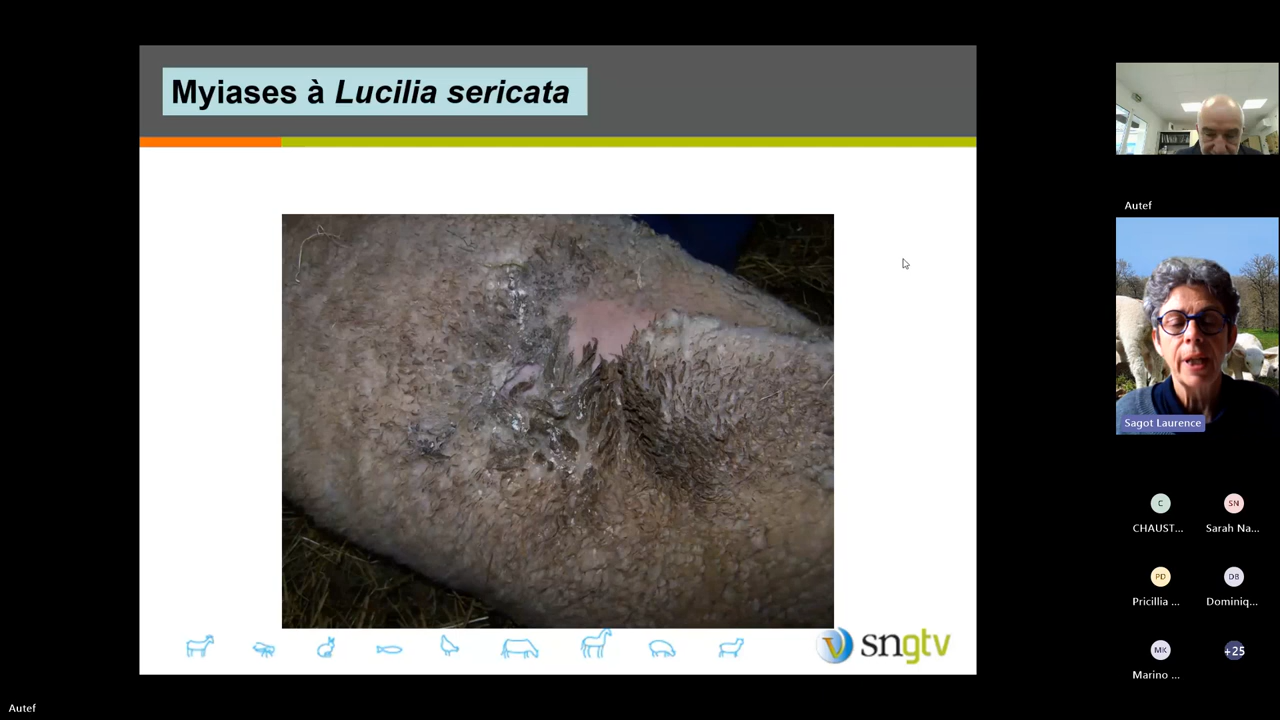 Myiases à Lucilia sericata
sngtv
Autef
Sagot Laurence
C
SN
CHAUST...
Sarah Na...
PD
DB
Pricillia ...
Dominiq...
MK
+25
Marino ...
Autef